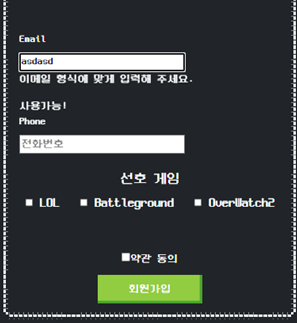 Email
asdasd
이메일 형식에 맞게 입력해 주세요.
사용가능!
Phone
전화번호
선호 게임
LOL Battleground OverWatch2
약관 동의
회원가입